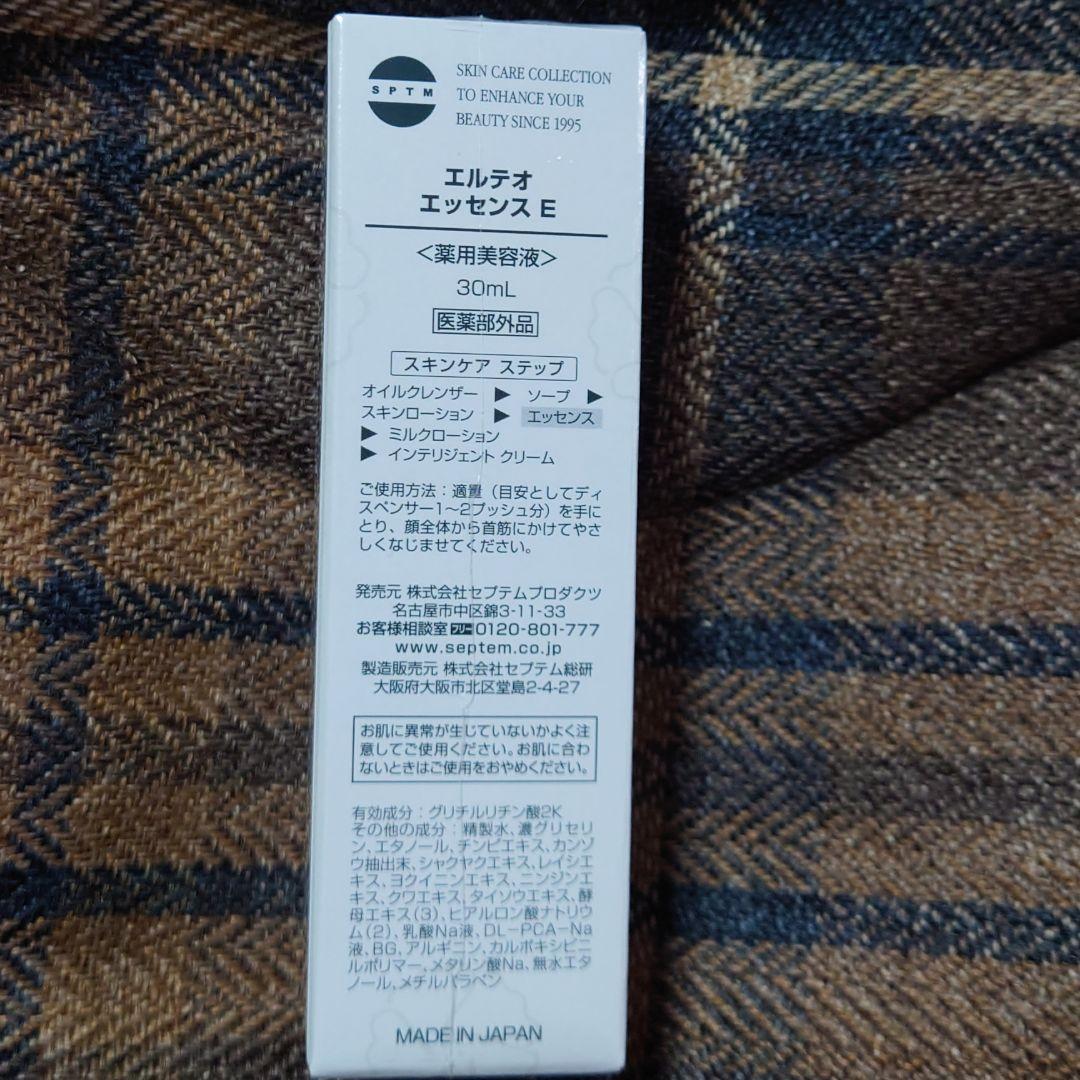 SPTM
SKIN CARE COLLECTION
TO ENHANCE YOUR
BEAUTY SINCE 1995
エルテオ
エッセンス E
<薬用美容液>
30mL
医薬部外品
スキンケア ステップ
オイルクレンザー ▶ ソープ ▶
スキンローション ▶ エッセンス
▶ ミルクローション
▶ インテリジェント クリーム
ご使用方法:適量(目安としてディ
スペンサー1〜2プッシュ分)を手に
とり、顔全体から首筋にかけてやさ
しくなじませてください。
発売元 株式会社セプテムプロダクツ
名古屋市中区錦3-11-33
お客様相談室 フリー 0120-801-777
www.septem.co.jp
製造販売元 株式会社セプテム総研
大阪府大阪市北区堂島2-4-27
お肌に異常が生じていないかよく注
意してご使用ください。お肌に合わ
ないときはご使用をおやめください。
有効成分:グリチルリチン酸2K
その他の成分:精製水、濃グリセリ
ン、エタノール、チンピエキス、カンゾ
ウ抽出末、シャクヤクエキス、レイシエ
キス、ヨクイニンエキス、ニンジンエ
キス、クワエキス、タイソウエキス、酵
母エキス(3)、ヒアルロン酸ナトリウ
ム(2)、乳酸Na液、DL-PCA-Na
液、BG、アルギニン、カルボキシビニ
ルポリマー、メタリン酸Na、無水エタ
ノール、メチルパラベン
MADE IN JAPAN